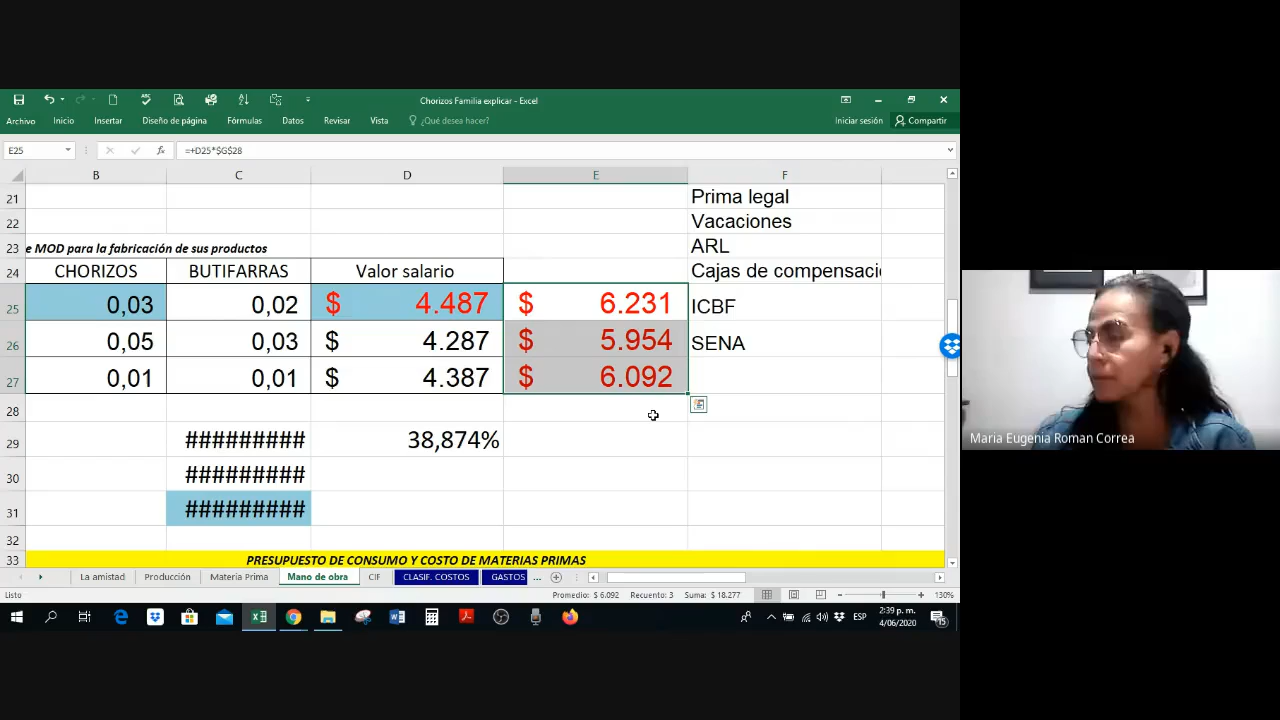 Chorizos Familia explicar - Excel
Archivo Inicio Insertar Diseño de página Fórmulas Datos Revisar Vista ¿Qué desea hacer? Iniciar sesión Compartir
E25 fx =+D25*$G$28
B C D E F
21 Prima legal
22 Vacaciones
23 e MOD para la fabricación de sus productos ARL
24 CHORIZOS BUTIFARRAS Valor salario Cajas de compensació
25 0,03 0,02 $ 4.487 $ 6.231 ICBF
26 0,05 0,03 $ 4.287 $ 5.954 SENA
27 0,01 0,01 $ 4.387 $ 6.092
28
29 ######### 38,874%
30 #########
31 #########
32
33 PRESUPUESTO DE CONSUMO Y COSTO DE MATERIAS PRIMAS
La amistad Producción Materia Prima Mano de obra CIF CLASIF. COSTOS GASTOS ...
Listo Promedio: $ 6.092 Recuento: 3 Suma: $ 18.277 130%
ESP 2:39 p. m.
4/06/2020 15
Maria Eugenia Roman Correa